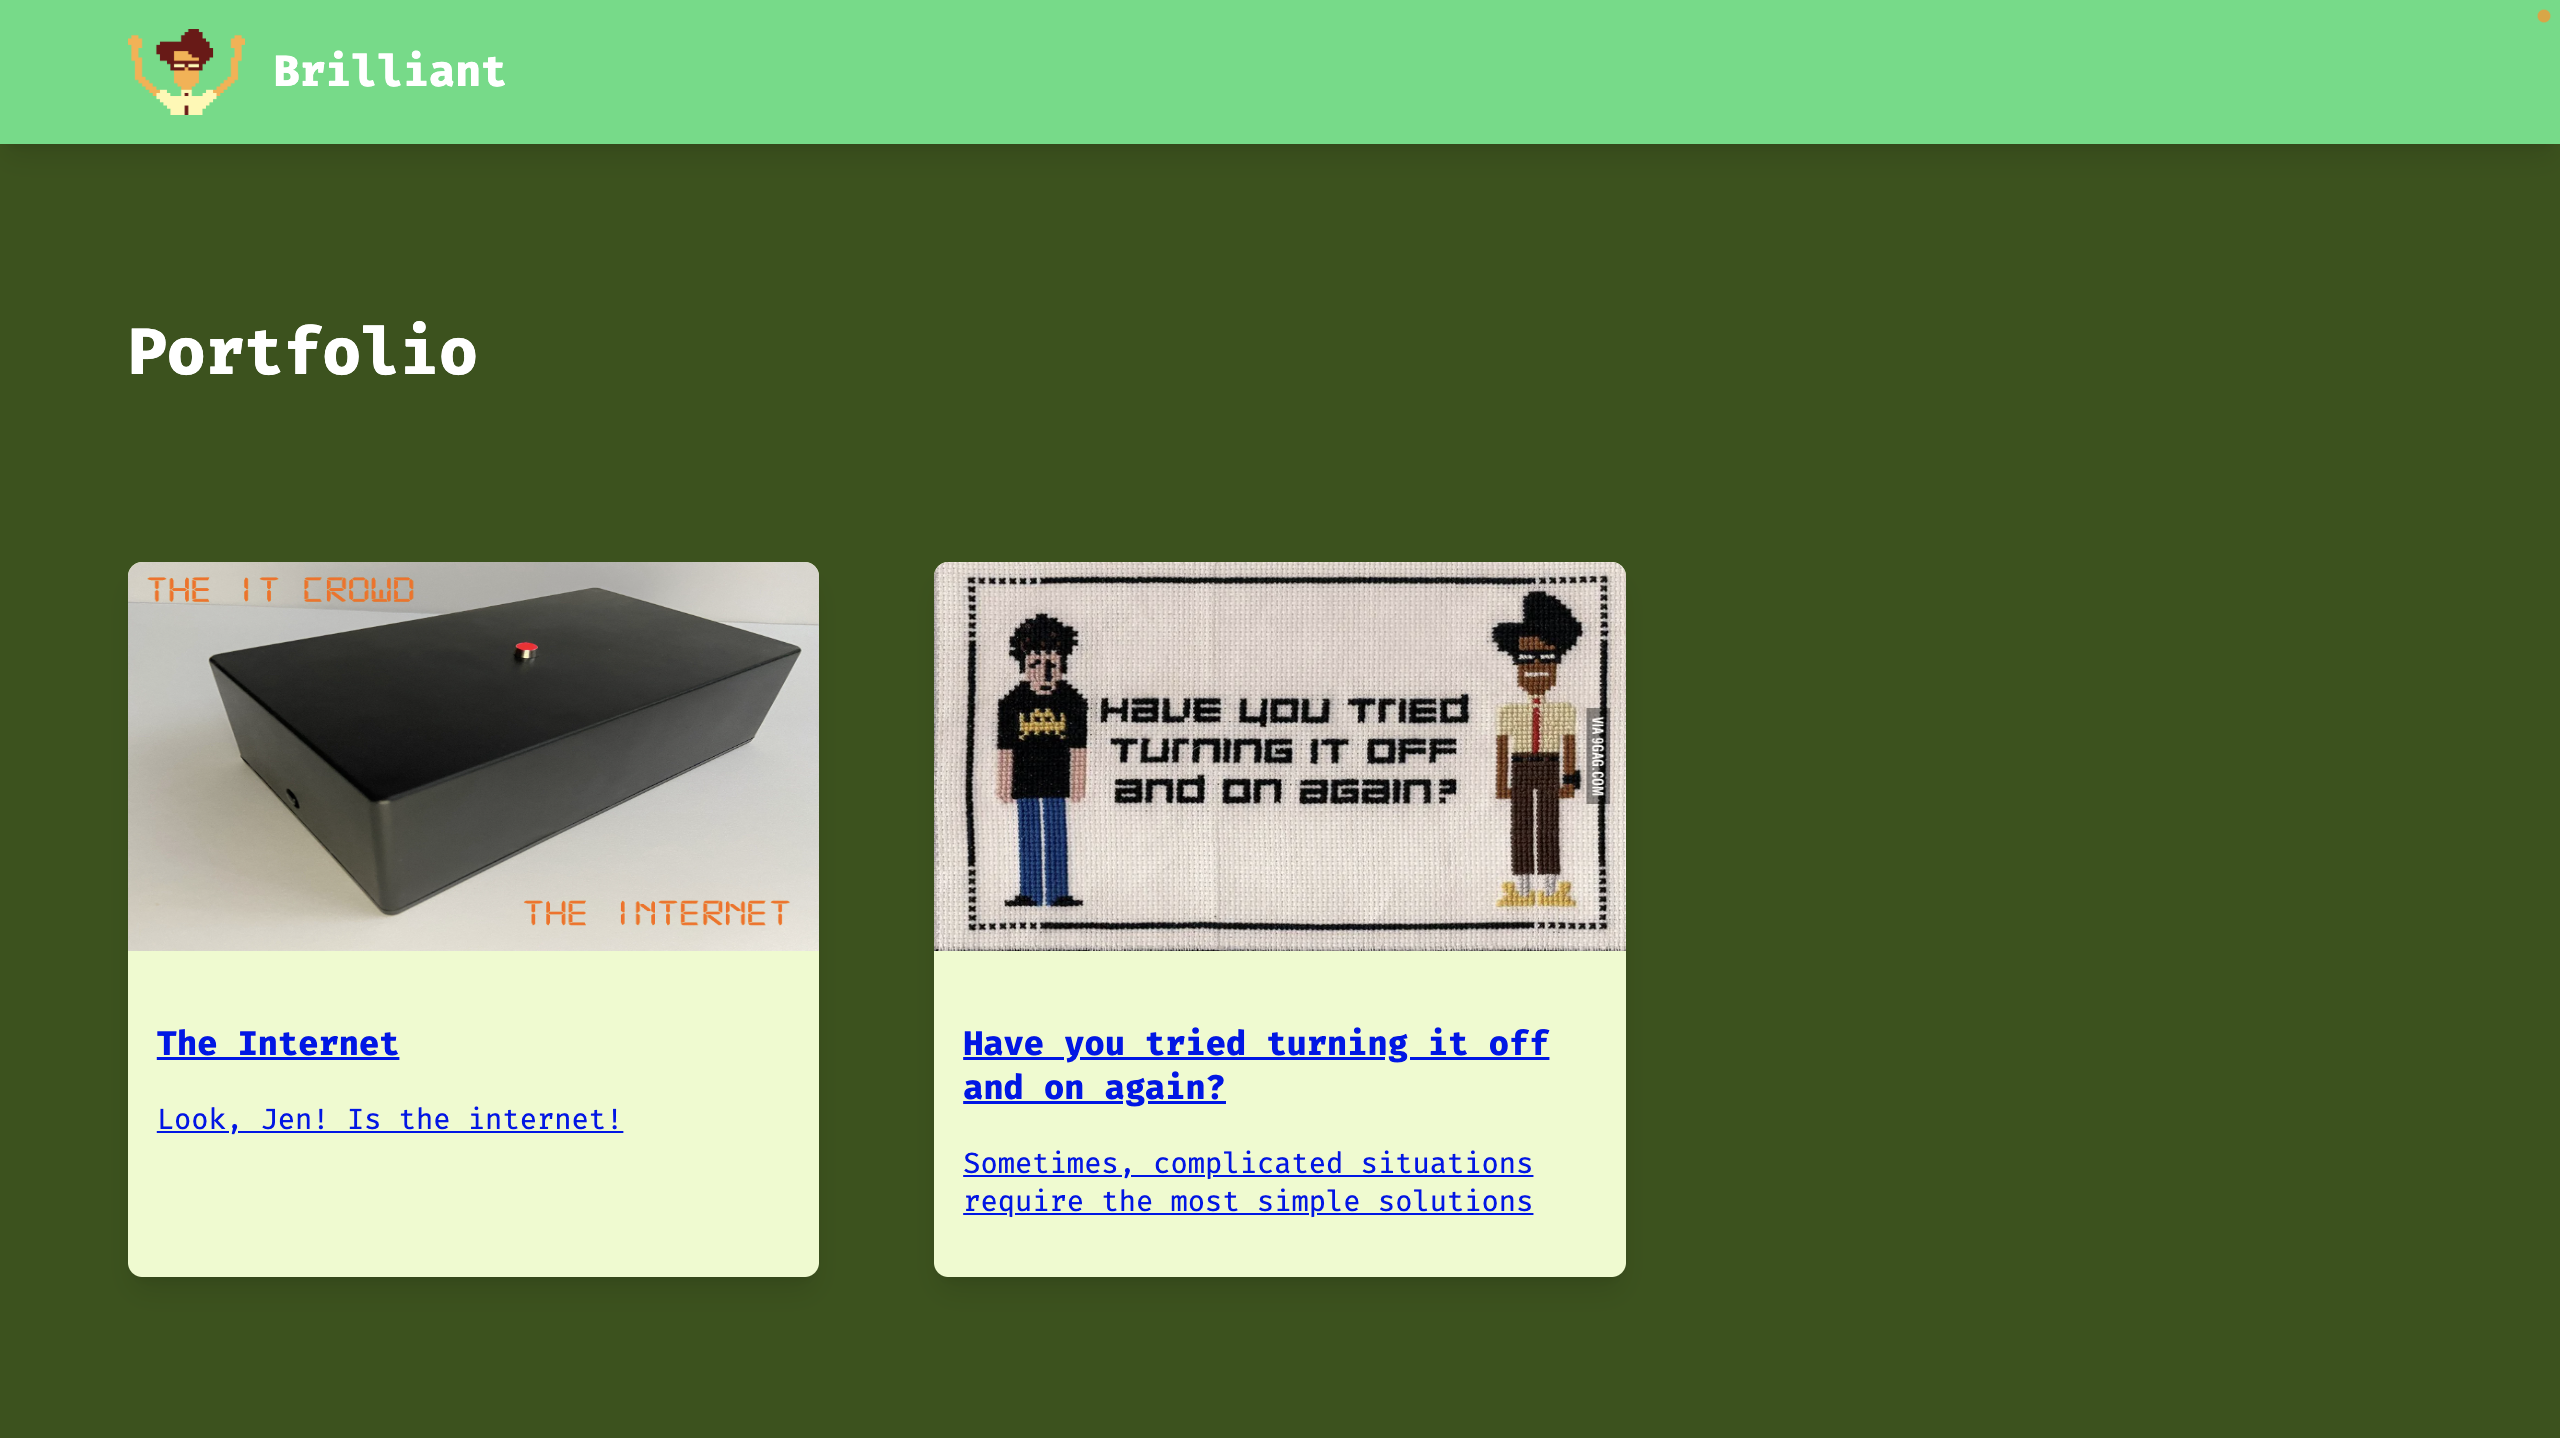 Brilliant
Portfolio
THE IT CROWD
THE INTERNET
The Internet
Look, Jen! Is the internet!
HAVE YOU TRIED
TURNING IT OFF
AND ON AGAIN?
VIA 9GAG.COM
Have you tried turning it off
and on again?
Sometimes, complicated situations
require the most simple solutions